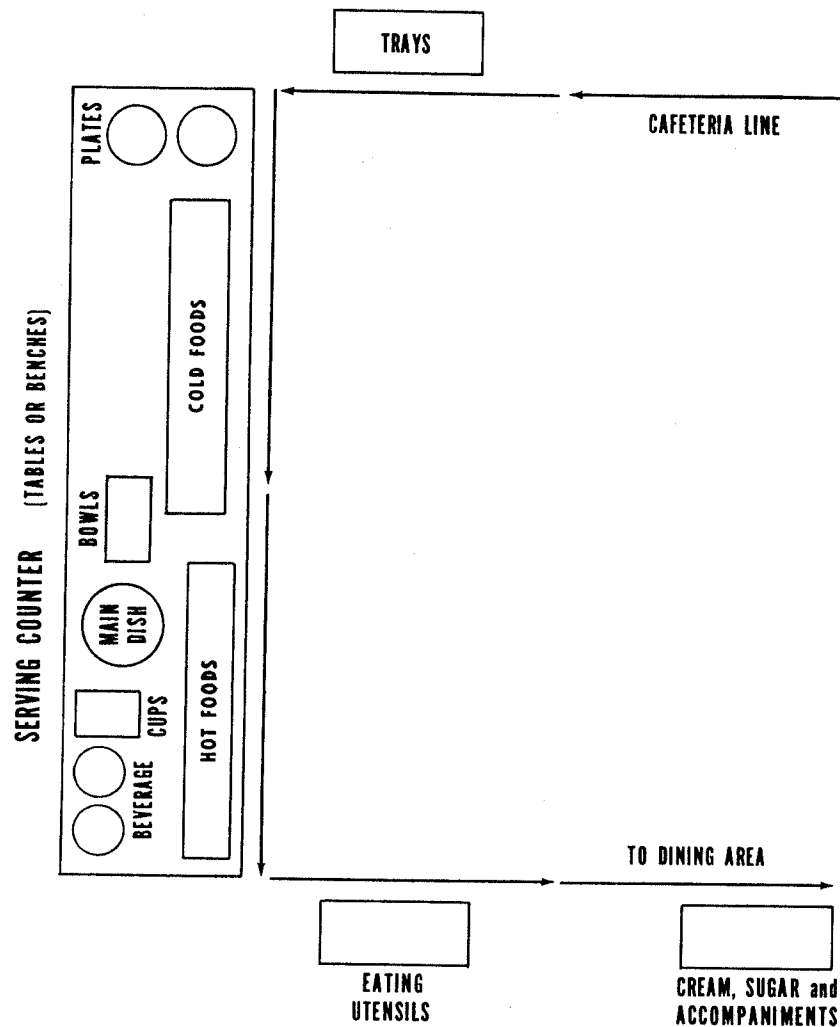 TRAYS
CAFETERIA LINE
PLATES
COLD FOODS
SERVING COUNTER (TABLES OR BENCHES)
BOWLS
MAIN
DISH
HOT FOODS
CUPS
BEVERAGE
TO DINING AREA
EATING
UTENSILS
CREAM, SUGAR and
ACCOMPANIMENTS